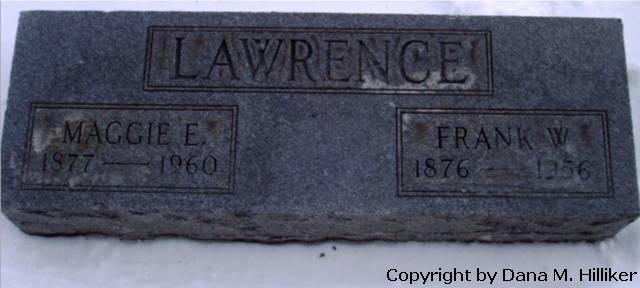 LAWRENCE
MAGGIE E.
1877 — 1960
FRANK W
1876 — 1956
Copyright by Dana M. Hilliker